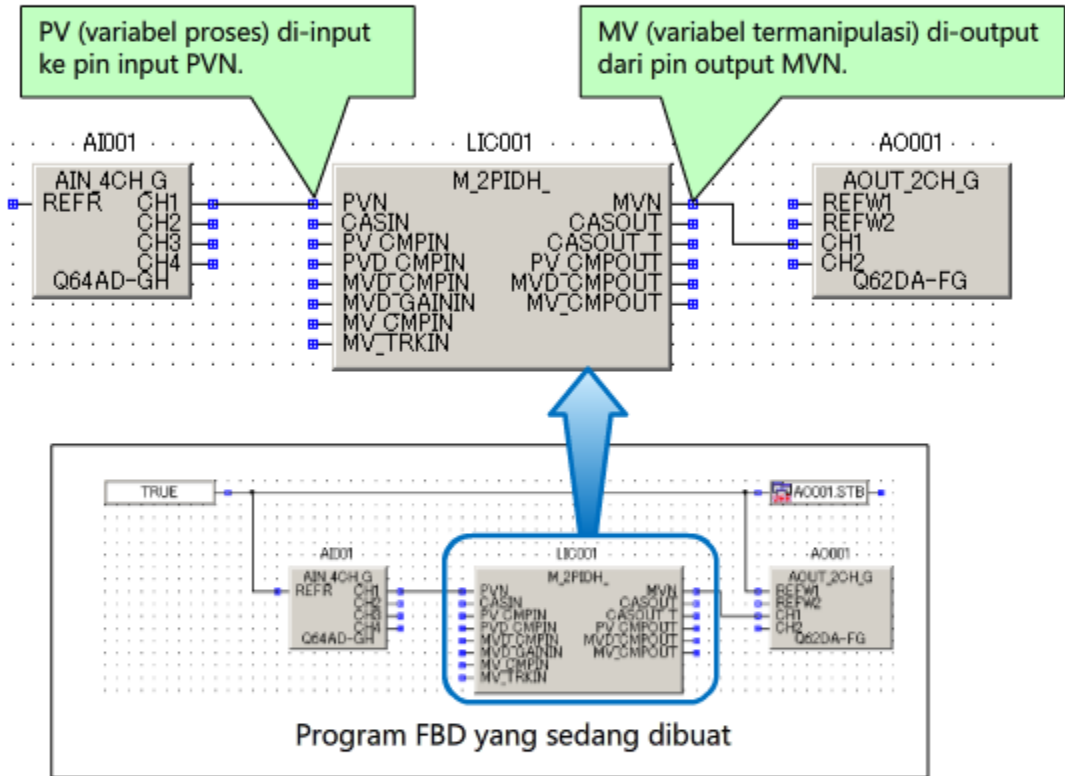 PV (variabel proses) di-input
ke pin input PVN.
MV (variabel termanipulasi) di-output
dari pin output MVN.
AI001
LIC001
AO001
AIN_4CH_G
REFR CH1
CH2
CH3
CH4
Q64AD-GH
M_2PIDH_
PVN MVN
CASIN CASOUT
PV_CMPIN CASOUT_T
PVD_CMPIN PV_CMPOUT
MVD_CMPIN MVD_CMPOUT
MVD_GAININ MV_CMPOUT
MV_CMPIN
MV_TRKIN
AOUT_2CH_G
REFW1
REFW2
CH1
CH2
Q62DA-FG
TRUE
AO001.STB
AI001
LIC001
AO001
AIN_4CH_G
REFR CH1
CH2
CH3
CH4
Q64AD-GH
M_2PIDH_
PVN MVN
CASIN CASOUT
PV_CMPIN CASOUT_T
PVD_CMPIN PV_CMPOUT
MVD_CMPIN MVD_CMPOUT
MVD_GAININ MV_CMPOUT
MV_CMPIN
MV_TRKIN
AOUT_2CH_G
REFW1
REFW2
CH1
CH2
Q62DA-FG
Program FBD yang sedang dibuat